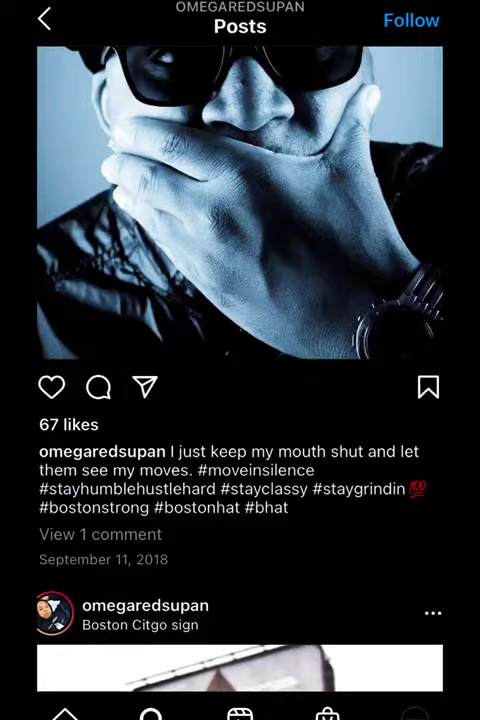 OMEGAREDSUPAN
Posts
Follow
67 likes
omegaredsupan I just keep my mouth shut and let
them see my moves. #moveinsilence
#stayhumblehustlehard #stayclassy #staygrindin💯
#bostonstrong #bostonhat #bhat
View 1 comment
September 11, 2018
omegaredsupan
Boston Citgo sign